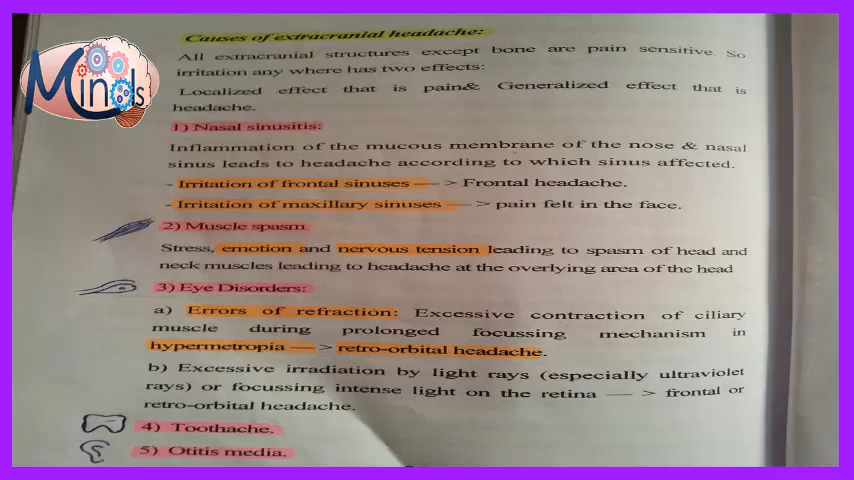 Minds
Causes of extracranial headache:
All extracranial structures except bone are pain sensitive. So
irritation any where has two effects:
Localized effect that is pain& Generalized effect that is
headache.
1) Nasal sinusitis:
Inflammation of the mucous membrane of the nose & nasal
sinus leads to headache according to which sinus affected.
- Irritation of frontal sinuses —> Frontal headache.
- Irritation of maxillary sinuses —> pain felt in the face.
2) Muscle spasm
Stress, emotion and nervous tension leading to spasm of head and
neck muscles leading to headache at the overlying area of the head
3) Eye Disorders:
a) Errors of refraction: Excessive contraction of ciliary
muscle during prolonged focussing mechanism in
hypermetropia —> retro-orbital headache.
b) Excessive irradiation by light rays (especially ultraviolet
rays) or focussing intense light on the retina —> frontal or
retro-orbital headache.
4) Toothache.
5) Otitis media.